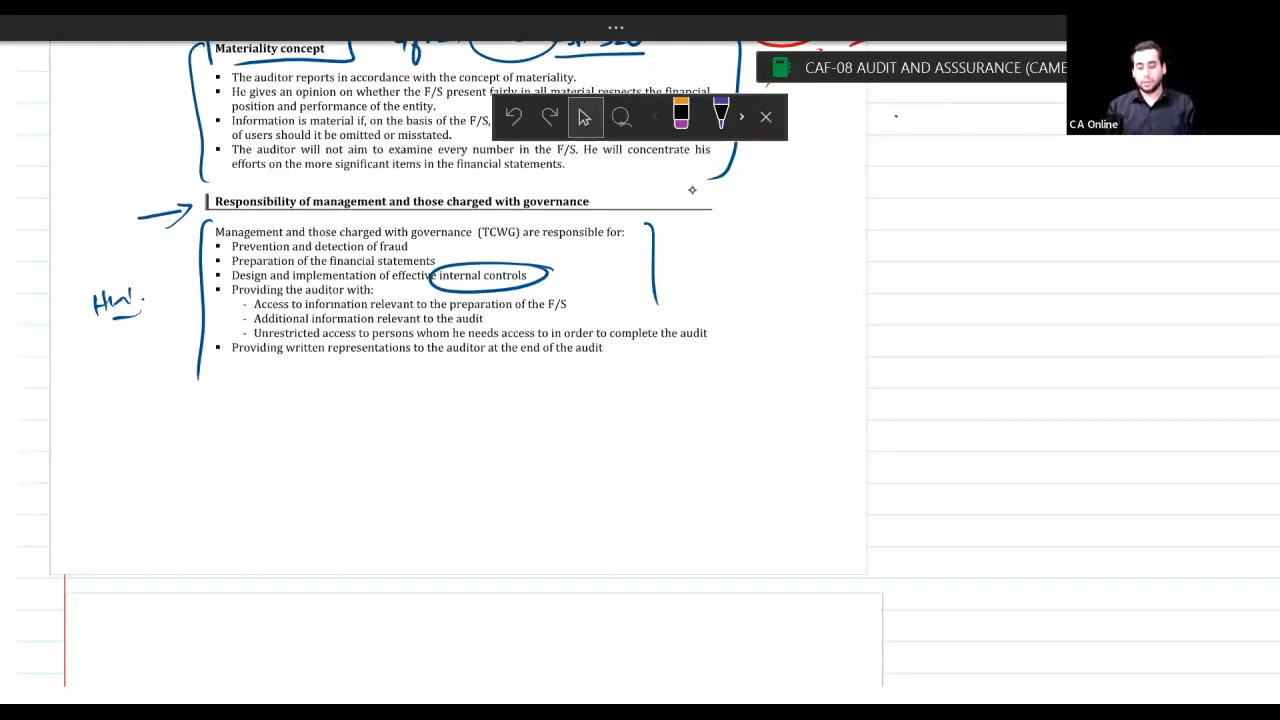 Materiality concept
CAF-08 AUDIT AND ASSSURANCE (CAME
▪ The auditor reports in accordance with the concept of materiality.
▪ He gives an opinion on whether the F/S present fairly in all material respects the financial
position and performance of the entity.
▪ Information is material if, on the basis of the F/S,
of users should it be omitted or misstated.
▪ The auditor will not aim to examine every number in the F/S. He will concentrate his
efforts on the more significant items in the financial statements.
CA Online
Responsibility of management and those charged with governance
Management and those charged with governance (TCWG) are responsible for:
▪ Prevention and detection of fraud
▪ Preparation of the financial statements
▪ Design and implementation of effective internal controls
▪ Providing the auditor with:
- Access to information relevant to the preparation of the F/S
- Additional information relevant to the audit
- Unrestricted access to persons whom he needs access to in order to complete the audit
▪ Providing written representations to the auditor at the end of the audit